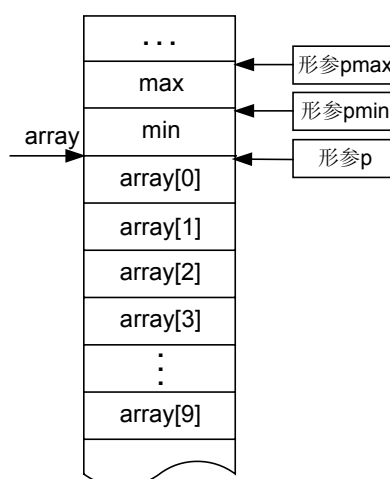 ...
max
形参pmax
min
形参pmin
array
形参p
array[0]
array[1]
array[2]
array[3]
⋮
array[9]